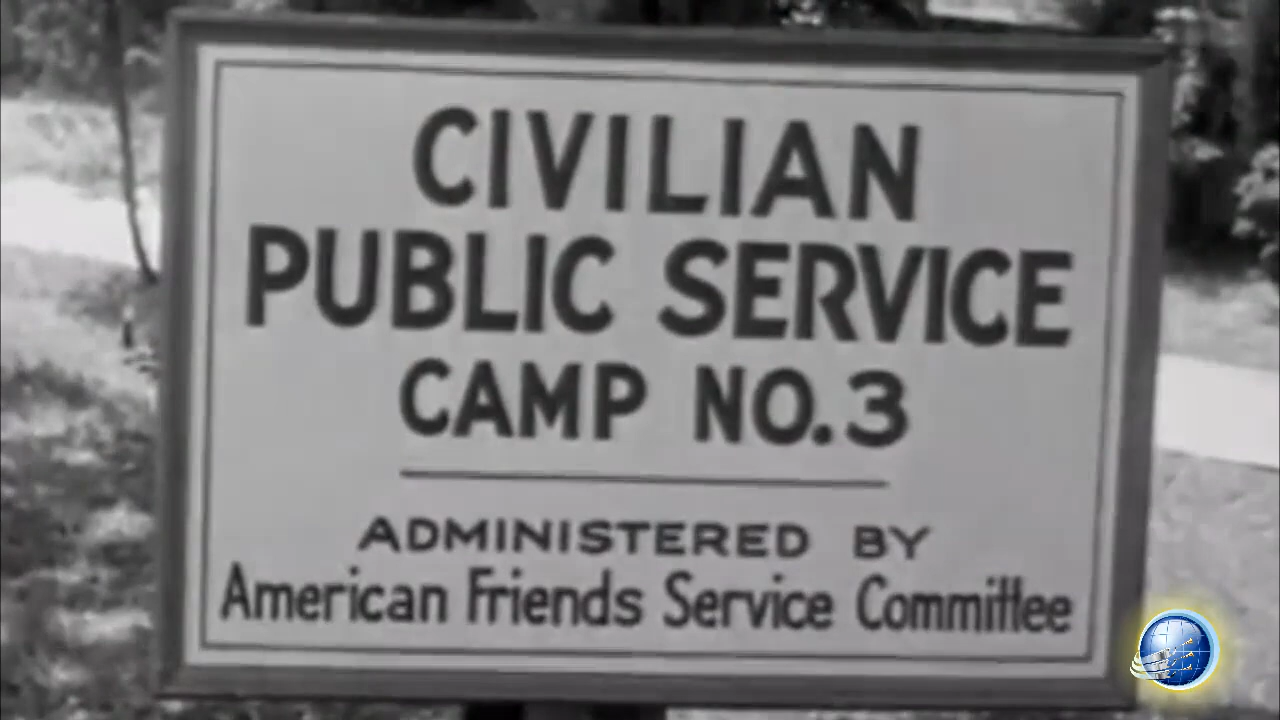 CIVILIAN
PUBLIC SERVICE
CAMP NO. 3
ADMINISTERED BY
American Friends Service Committee